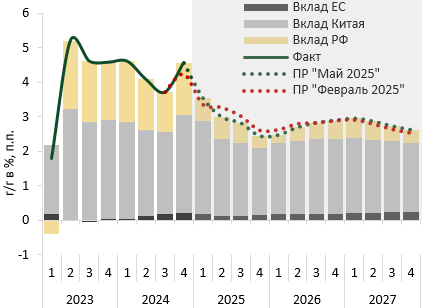 Вклад ЕС
Вклад Китая
Вклад РФ
Факт
ПР "Май 2025"
ПР "Февраль 2025"
г/г в %, п.п.
6
5
4
3
2
1
0
-1
1 2 3 4 1 2 3 4 1 2 3 4 1 2 3 4 1 2 3 4
2023 2024 2025 2026 2027